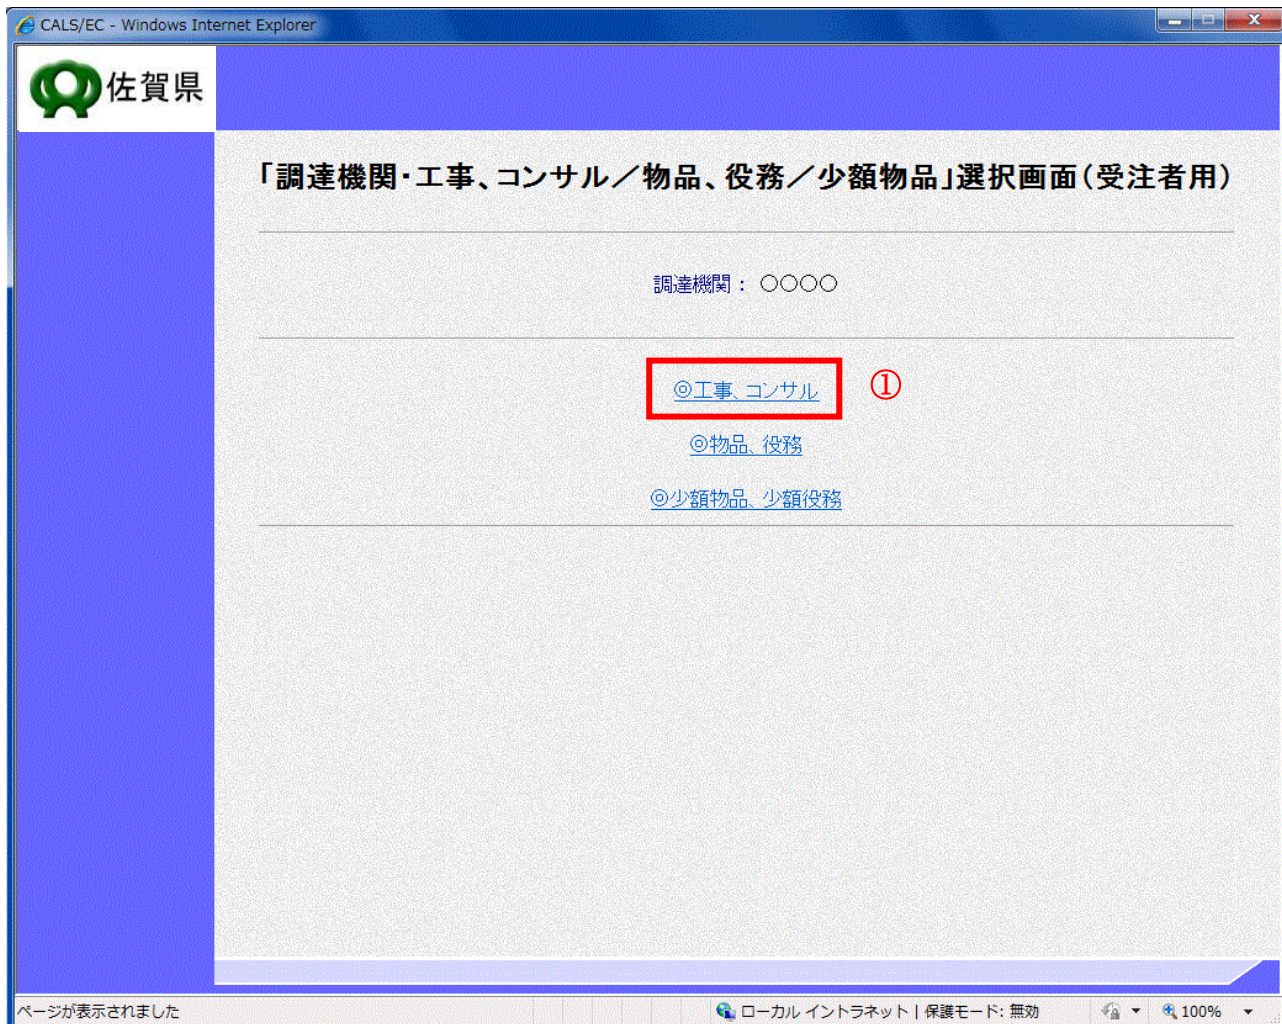 CALS/EC - Windows Internet Explorer
佐賀県
「調達機関・工事、コンサル／物品、役務／少額物品」選択画面（受注者用）
調達機関： ○○○○
◎工事、コンサル ①
◎物品、役務
◎少額物品、少額役務
ページが表示されました
ローカル イントラネット | 保護モード: 無効
100%